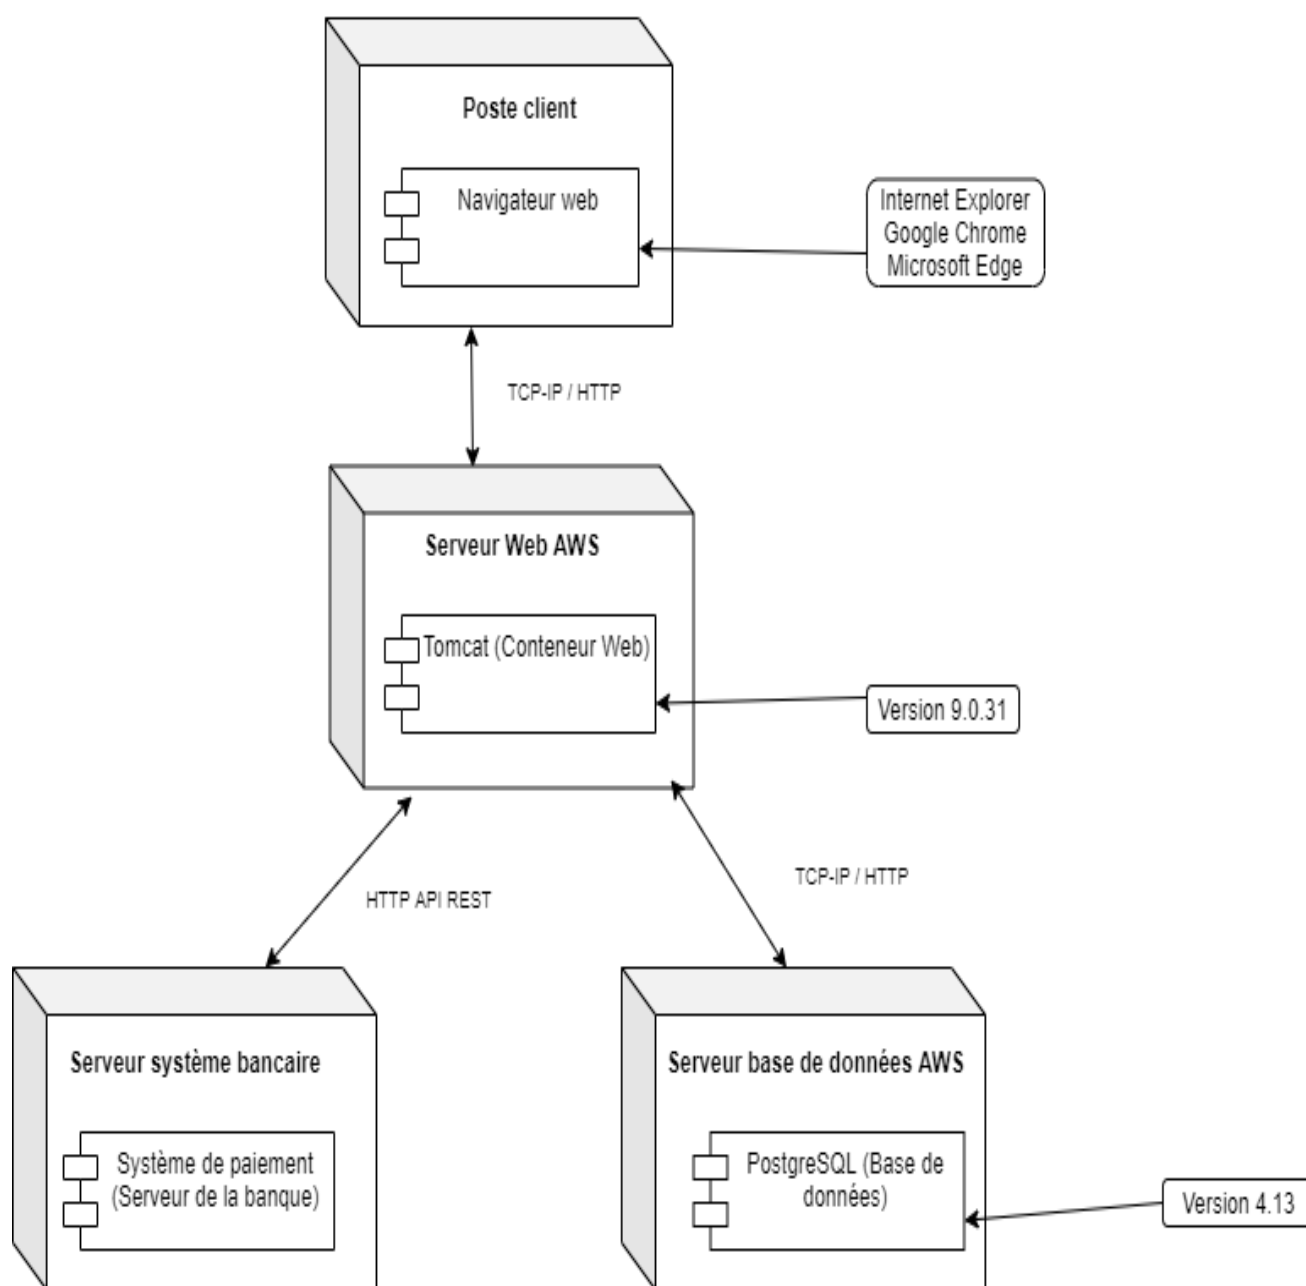 Poste client
Navigateur web
Internet Explorer
Google Chrome
Microsoft Edge
TCP-IP / HTTP
Serveur Web AWS
Tomcat (Conteneur Web)
Version 9.0.31
HTTP API REST
TCP-IP / HTTP
Serveur système bancaire
Système de paiement
(Serveur de la banque)
Serveur base de données AWS
PostgreSQL (Base de
données)
Version 4.13